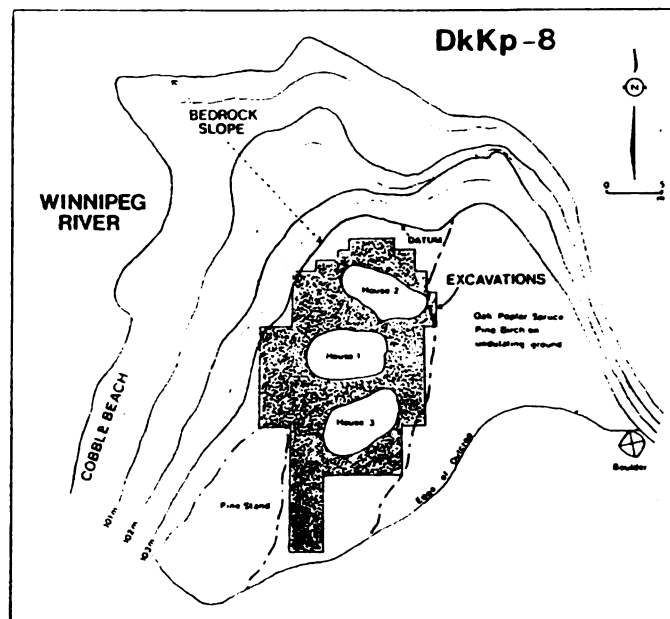 DkKp-8
N
0 5
m
BEDROCK
SLOPE
WINNIPEG
RIVER
DATUM
EXCAVATIONS
House 2
Oak Poplar Spruce
Pine Birch on
undulating ground
House 1
House 3
COBBLE BEACH
Edge of Outcrop
Boulder
Pine Stand
101m
102m
103m